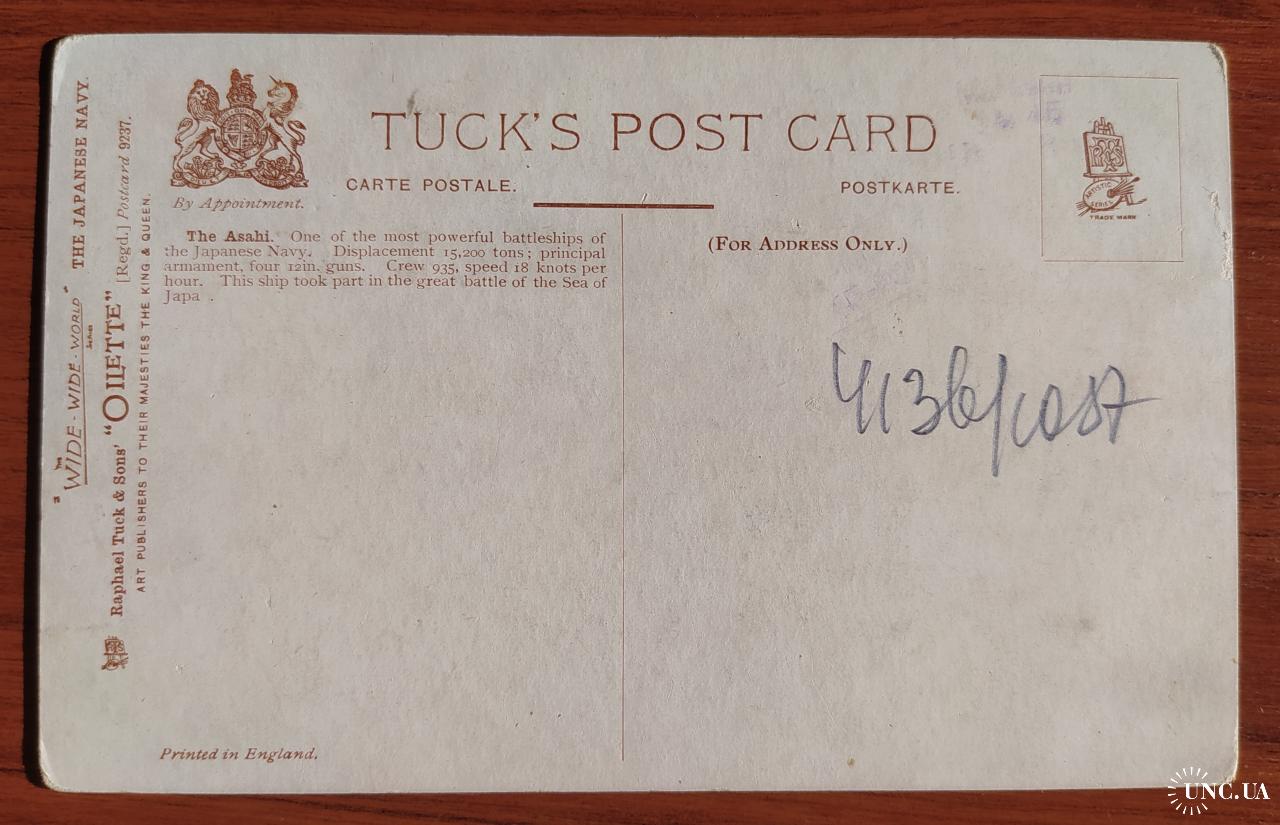 TUCK'S POST CARD
CARTE POSTALE.
POSTKARTE.
By Appointment.
(FOR ADDRESS ONLY.)
The Asahi. One of the most powerful battleships of
the Japanese Navy. Displacement 15,200 tons; principal
armament, four 12in. guns. Crew 935, speed 18 knots per
hour. This ship took part in the great battle of the Sea of
Japa .
ARTISTIC
SERIES
TRADE MARK
"THE WIDE-WIDE-WORLD" SERIES THE JAPANESE NAVY.
Raphael Tuck & Sons' "OILETTE" [Regd.] Postcard 9237.
ART PUBLISHERS TO THEIR MAJESTIES THE KING & QUEEN.
Printed in England.
UNC.UA